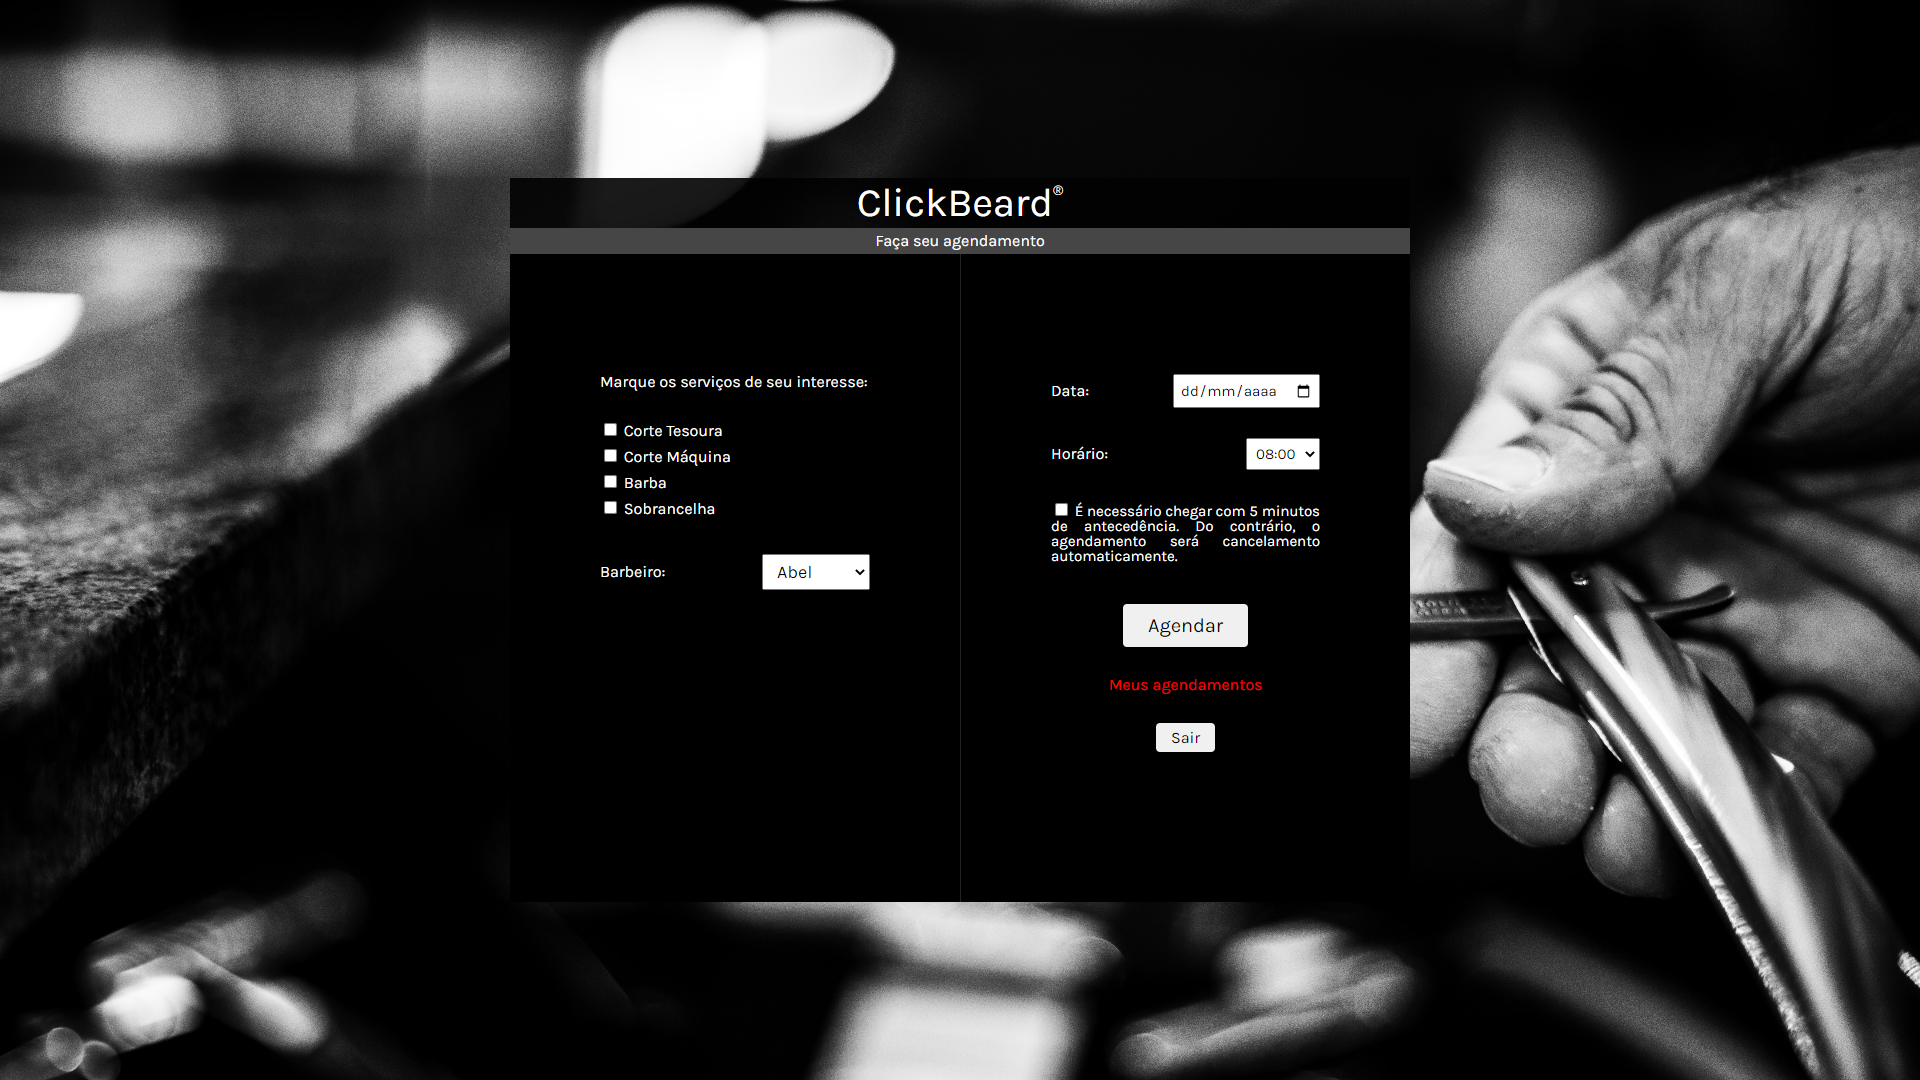 ClickBeard®
Faça seu agendamento
Marque os serviços de seu interesse:
Corte Tesoura
Corte Máquina
Barba
Sobrancelha
Barbeiro:
Abel
Data:
dd/mm/aaaa
Horário:
08:00
É necessário chegar com 5 minutos
de antecedência. Do contrário, o
agendamento será cancelamento
automaticamente.
Agendar
Meus agendamentos
Sair